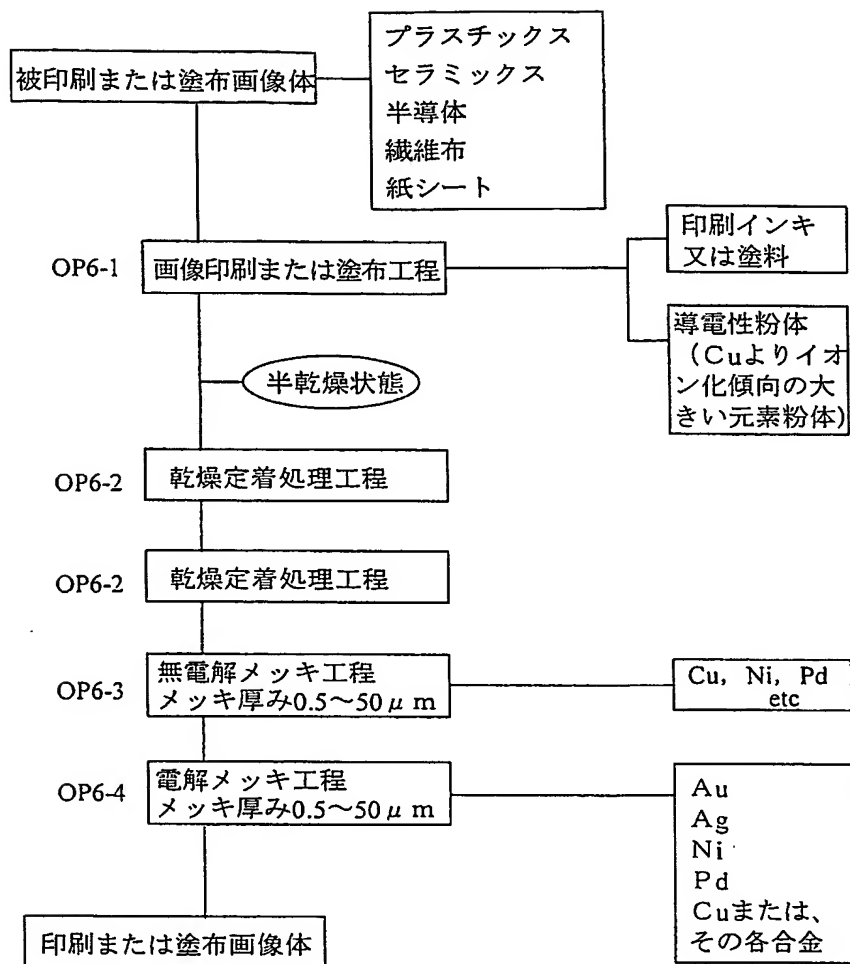 被印刷または塗布画像体
プラスチックス
セラミックス
半導体
繊維布
紙シート
OP6-1
画像印刷または塗布工程
印刷インキ
又は塗料
導電性粉体
（Cuよりイオ
ン化傾向の大
きい元素粉体）
半乾燥状態
OP6-2
乾燥定着処理工程
OP6-2
乾燥定着処理工程
OP6-3
無電解メッキ工程
メッキ厚み0.5～50μm
Cu, Ni, Pd
etc
OP6-4
電解メッキ工程
メッキ厚み0.5～50μm
Au
Ag
Ni
Pd
Cuまたは、
その各合金
印刷または塗布画像体